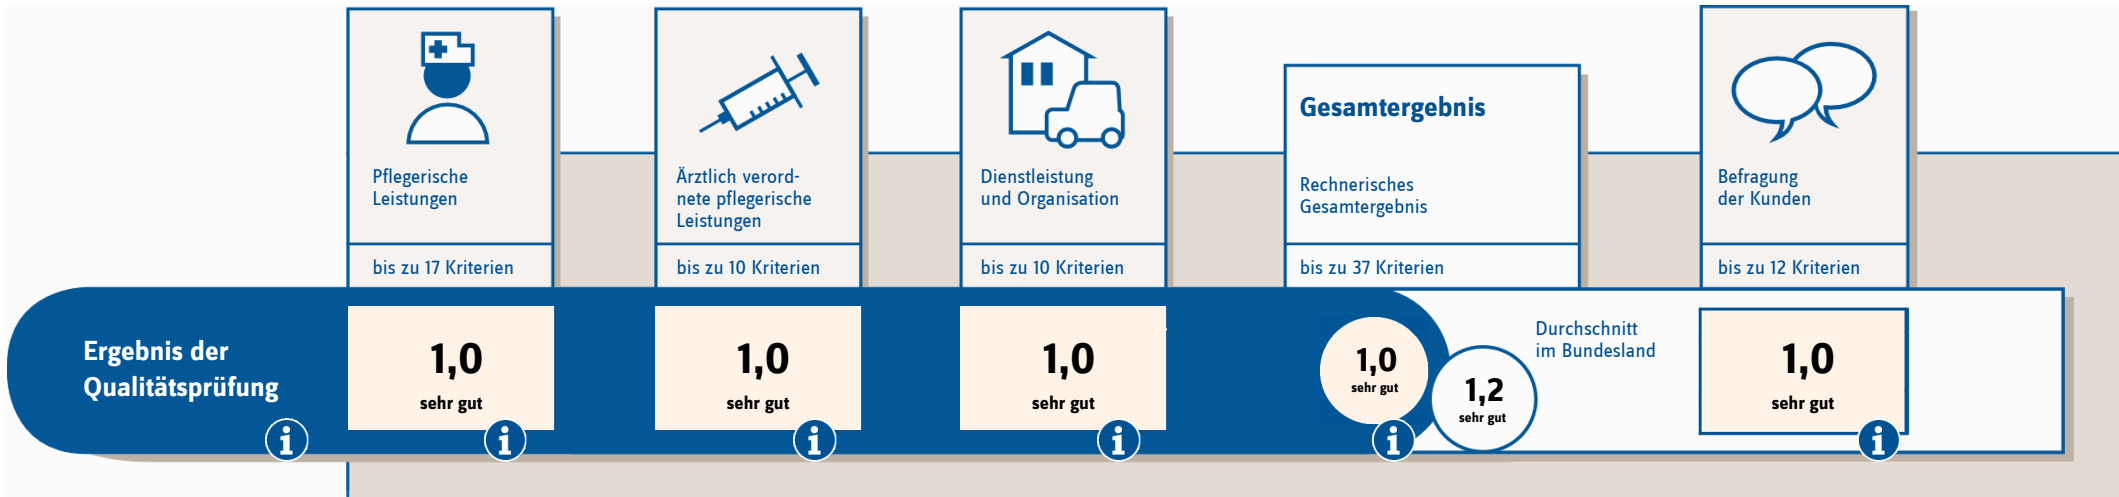 Pflegerische
Leistungen
bis zu 17 Kriterien
Ärztlich verord-
nete pflegerische
Leistungen
bis zu 10 Kriterien
Dienstleistung
und Organisation
bis zu 10 Kriterien
Gesamtergebnis
Rechnerisches
Gesamtergebnis
bis zu 37 Kriterien
Befragung
der Kunden
bis zu 12 Kriterien
Ergebnis der
Qualitätsprüfung
i
1,0
sehr gut
i
1,0
sehr gut
i
1,0
sehr gut
i
1,0
sehr gut
i
1,2
sehr gut
Durchschnitt
im Bundesland
1,0
sehr gut
i